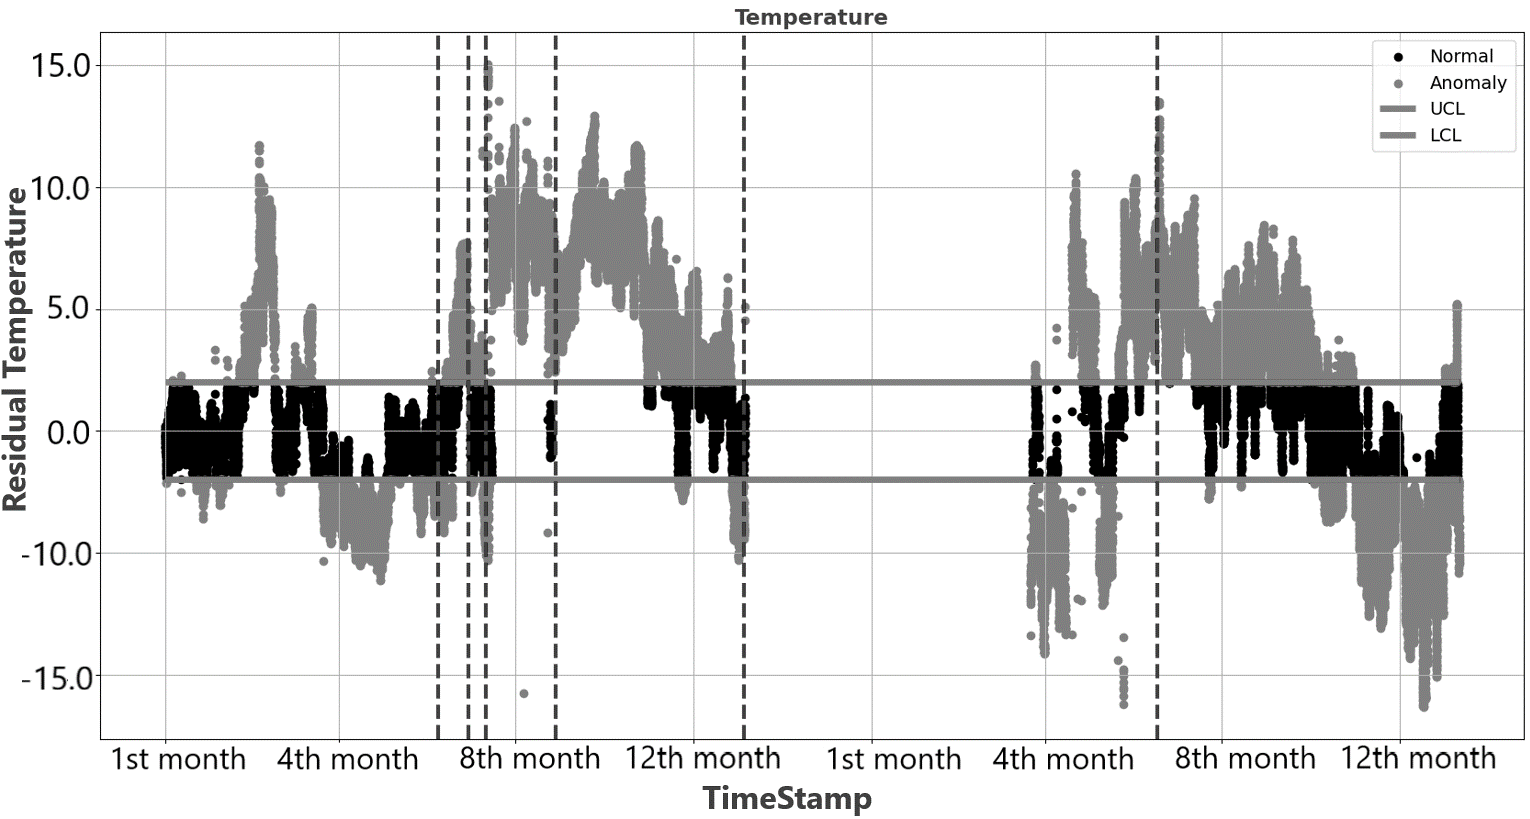 Temperature
Normal
Anomaly
UCL
LCL
Residual Temperature
15.0
10.0
5.0
0.0
-5.0
-10.0
-15.0
1st month
4th month
8th month
12th month
1st month
4th month
8th month
12th month
TimeStamp